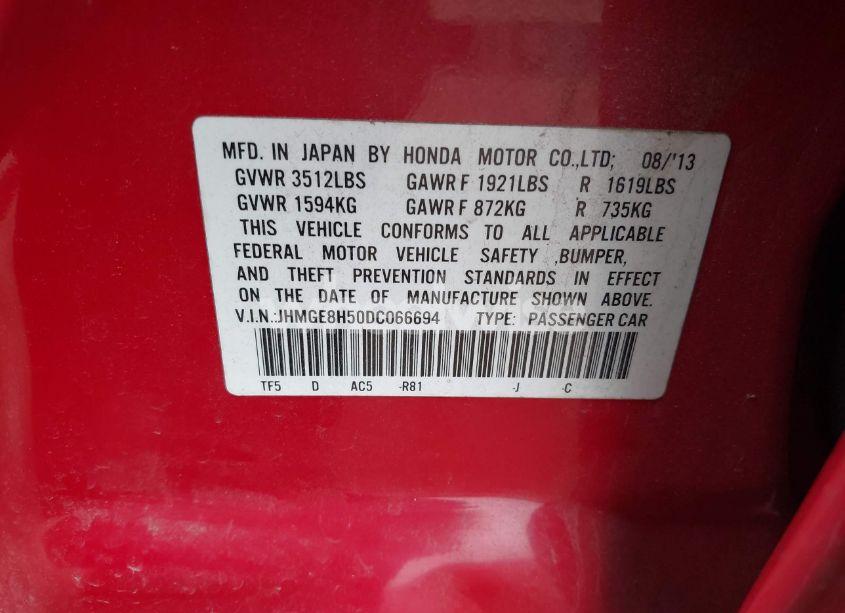 MFD. IN JAPAN BY HONDA MOTOR CO.,LTD; 08/'13
GVWR 3512LBS GAWR F 1921LBS R 1619LBS
GVWR 1594KG GAWR F 872KG R 735KG
THIS VEHICLE CONFORMS TO ALL APPLICABLE
FEDERAL MOTOR VEHICLE SAFETY ,BUMPER,
AND THEFT PREVENTION STANDARDS IN EFFECT
ON THE DATE OF MANUFACTURE SHOWN ABOVE.
V.I.N.:JHMGE8H50DC066694 TYPE: PASSENGER CAR
TF5 D AC5 -R81 -J -C